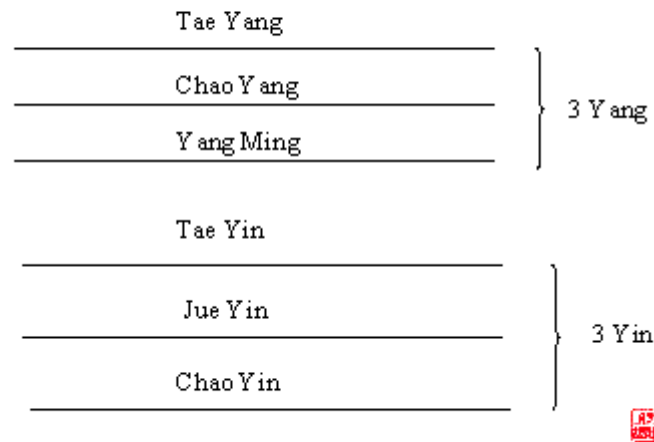 Tae Yang
Chao Yang
3 Yang
Yang Ming
Tae Yin
Jue Yin
3 Yin
Chao Yin